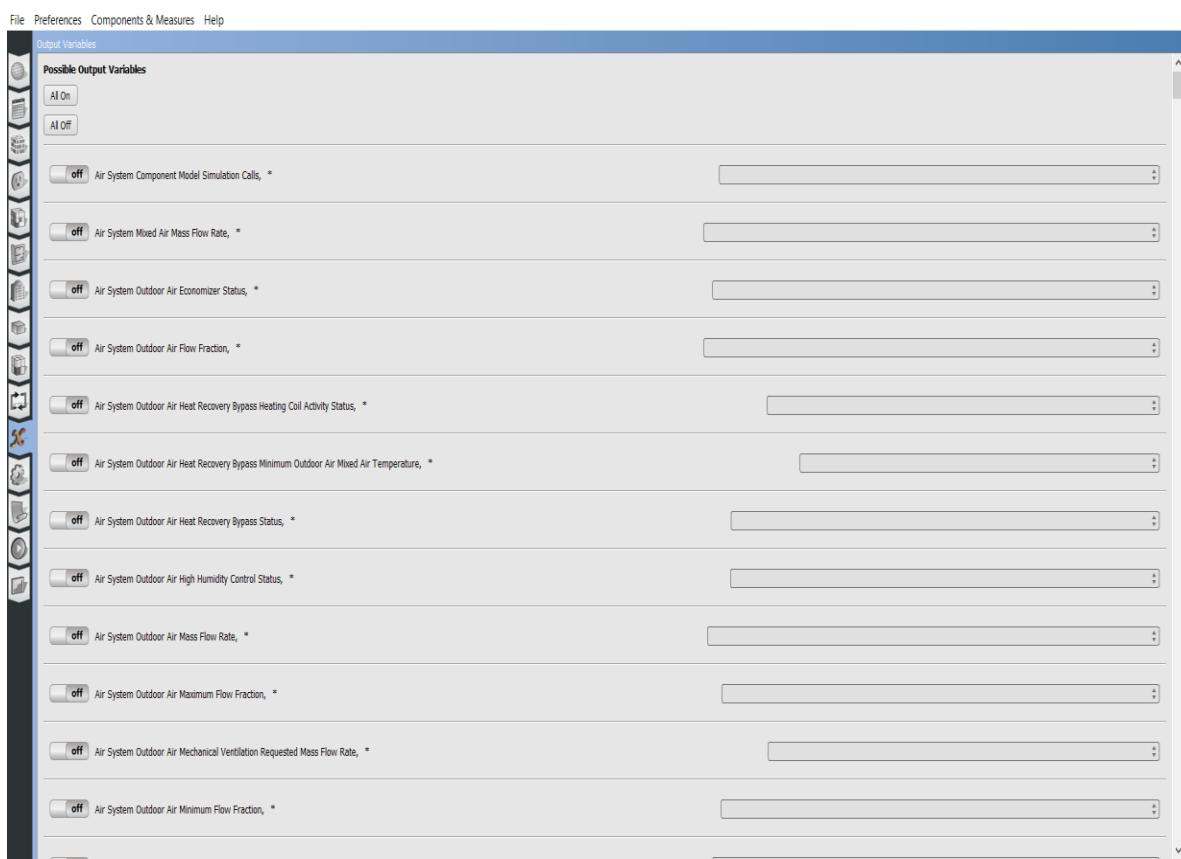 File Preferences Components & Measures Help
Output Variables
Possible Output Variables
All On
All Off
off Air System Component Model Simulation Calls, *
off Air System Mixed Air Mass Flow Rate, *
off Air System Outdoor Air Economizer Status, *
off Air System Outdoor Air Flow Fraction, *
off Air System Outdoor Air Heat Recovery Bypass Heating Coil Activity Status, *
off Air System Outdoor Air Heat Recovery Bypass Minimum Outdoor Air Mixed Air Temperature, *
off Air System Outdoor Air Heat Recovery Bypass Status, *
off Air System Outdoor Air High Humidity Control Status, *
off Air System Outdoor Air Mass Flow Rate, *
off Air System Outdoor Air Maximum Flow Fraction, *
off Air System Outdoor Air Mechanical Ventilation Requested Mass Flow Rate, *
off Air System Outdoor Air Minimum Flow Fraction, *